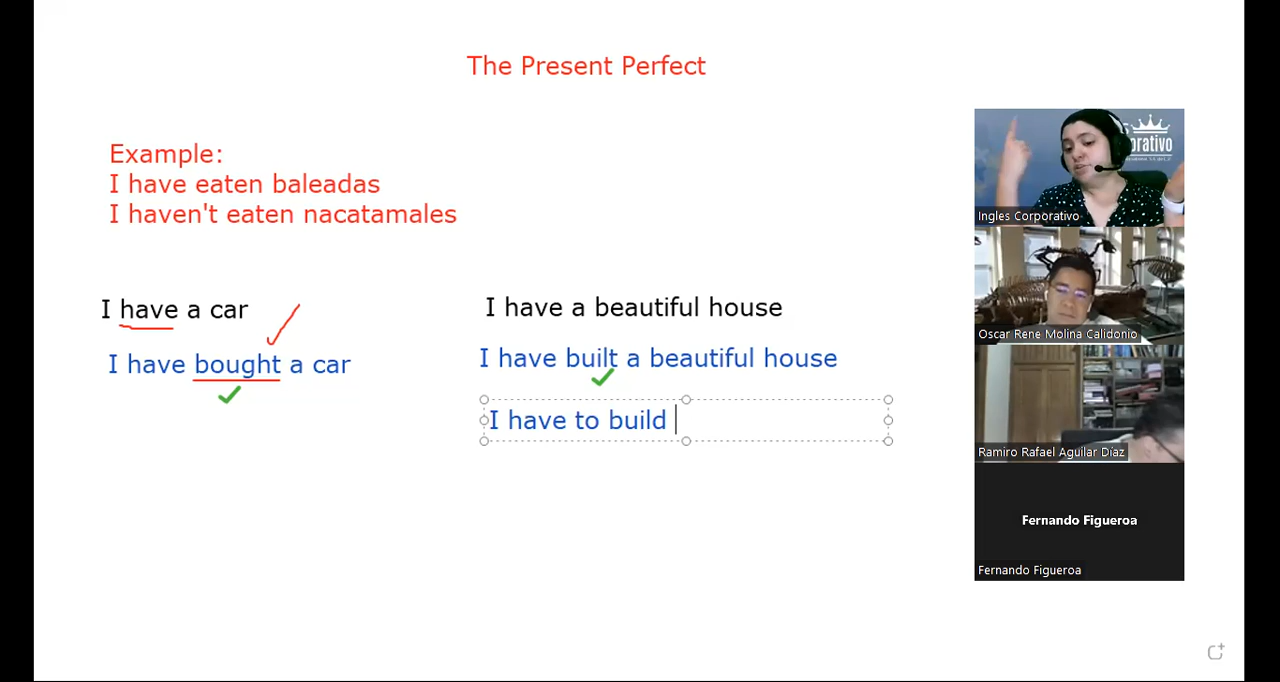 The Present Perfect
Example:
I have eaten baleadas
I haven't eaten nacatamales
I have a car
I have bought a car
I have a beautiful house
I have built a beautiful house
I have to build
Ingles Corporativo
Oscar Rene Molina Calidonio
Ramiro Rafael Aguilar Díaz
Fernando Figueroa
Fernando Figueroa